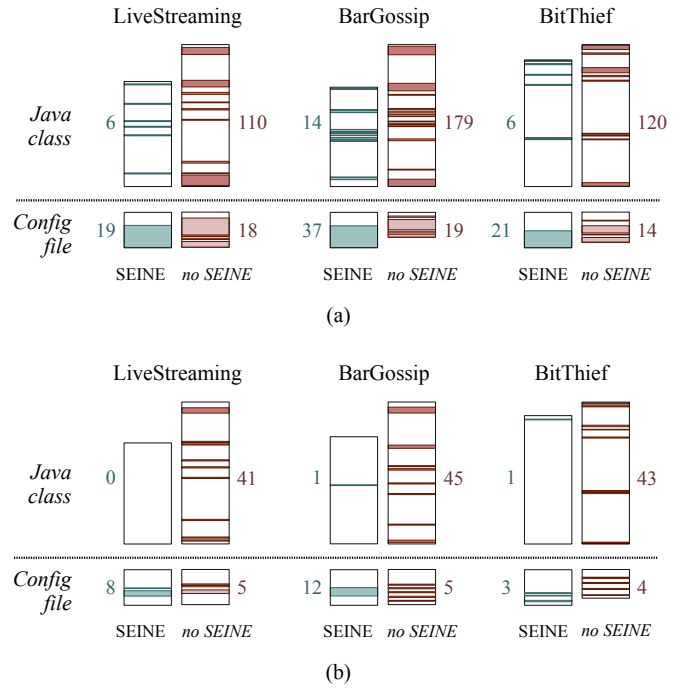 LiveStreaming BarGossip BitThief
Java class 6 110 14 179 6 120
Config file 19 18 37 19 21 14
SEINE no SEINE SEINE no SEINE SEINE no SEINE
(a)
LiveStreaming BarGossip BitThief
Java class 0 41 1 45 1 43
Config file 8 5 12 5 3 4
SEINE no SEINE SEINE no SEINE SEINE no SEINE
(b)